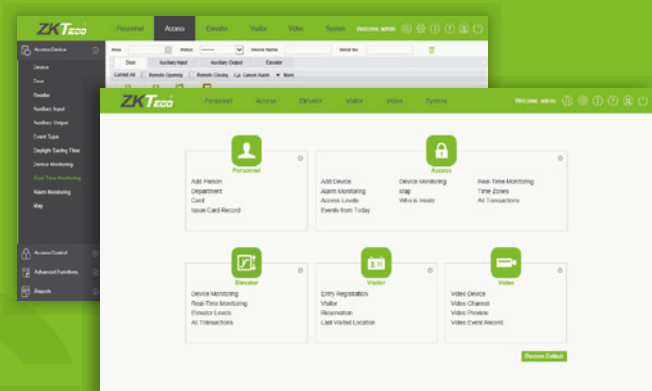 ZKTeco Personnel Access Elevator Visitor Video System Welcome, admin
Access Device
Area Status -------- Device Name Serial No.
Device
Door Auxiliary Input Auxiliary Output Elevator
Door
Current All Remote Opening Remote Closing Cancel Alarm More
Reader
Auxiliary Input
Auxiliary Output
Event Type
Daylight Saving Time
Device Monitoring
Real-Time Monitoring
Alarm Monitoring
Map
Access Control
Advanced Functions
Reports
ZKTeco Personnel Access Elevator Visitor Video System Welcome, admin
Personnel
Add Person
Department
Card
Issue Card Record
Access
Add Device Device Monitoring Real-Time Monitoring
Alarm Monitoring Map Time Zones
Access Levels Who is Inside All Transactions
Events from Today
Elevator
Device Monitoring
Real-Time Monitoring
Elevator Levels
All Transactions
Visitor
Entry Registration
Visitor
Reservation
Last Visited Location
Video
Video Device
Video Channel
Video Preview
Video Event Record
Restore Default